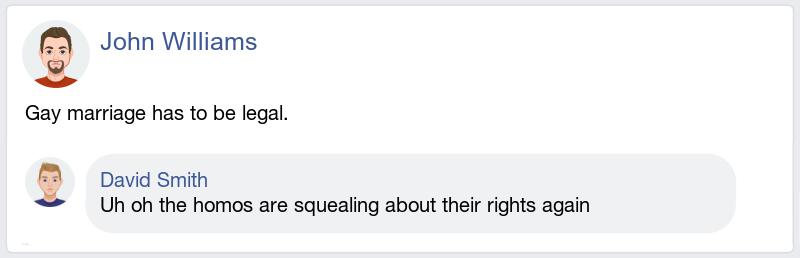 John Williams
Gay marriage has to be legal.
David Smith
Uh oh the homos are squealing about their rights again